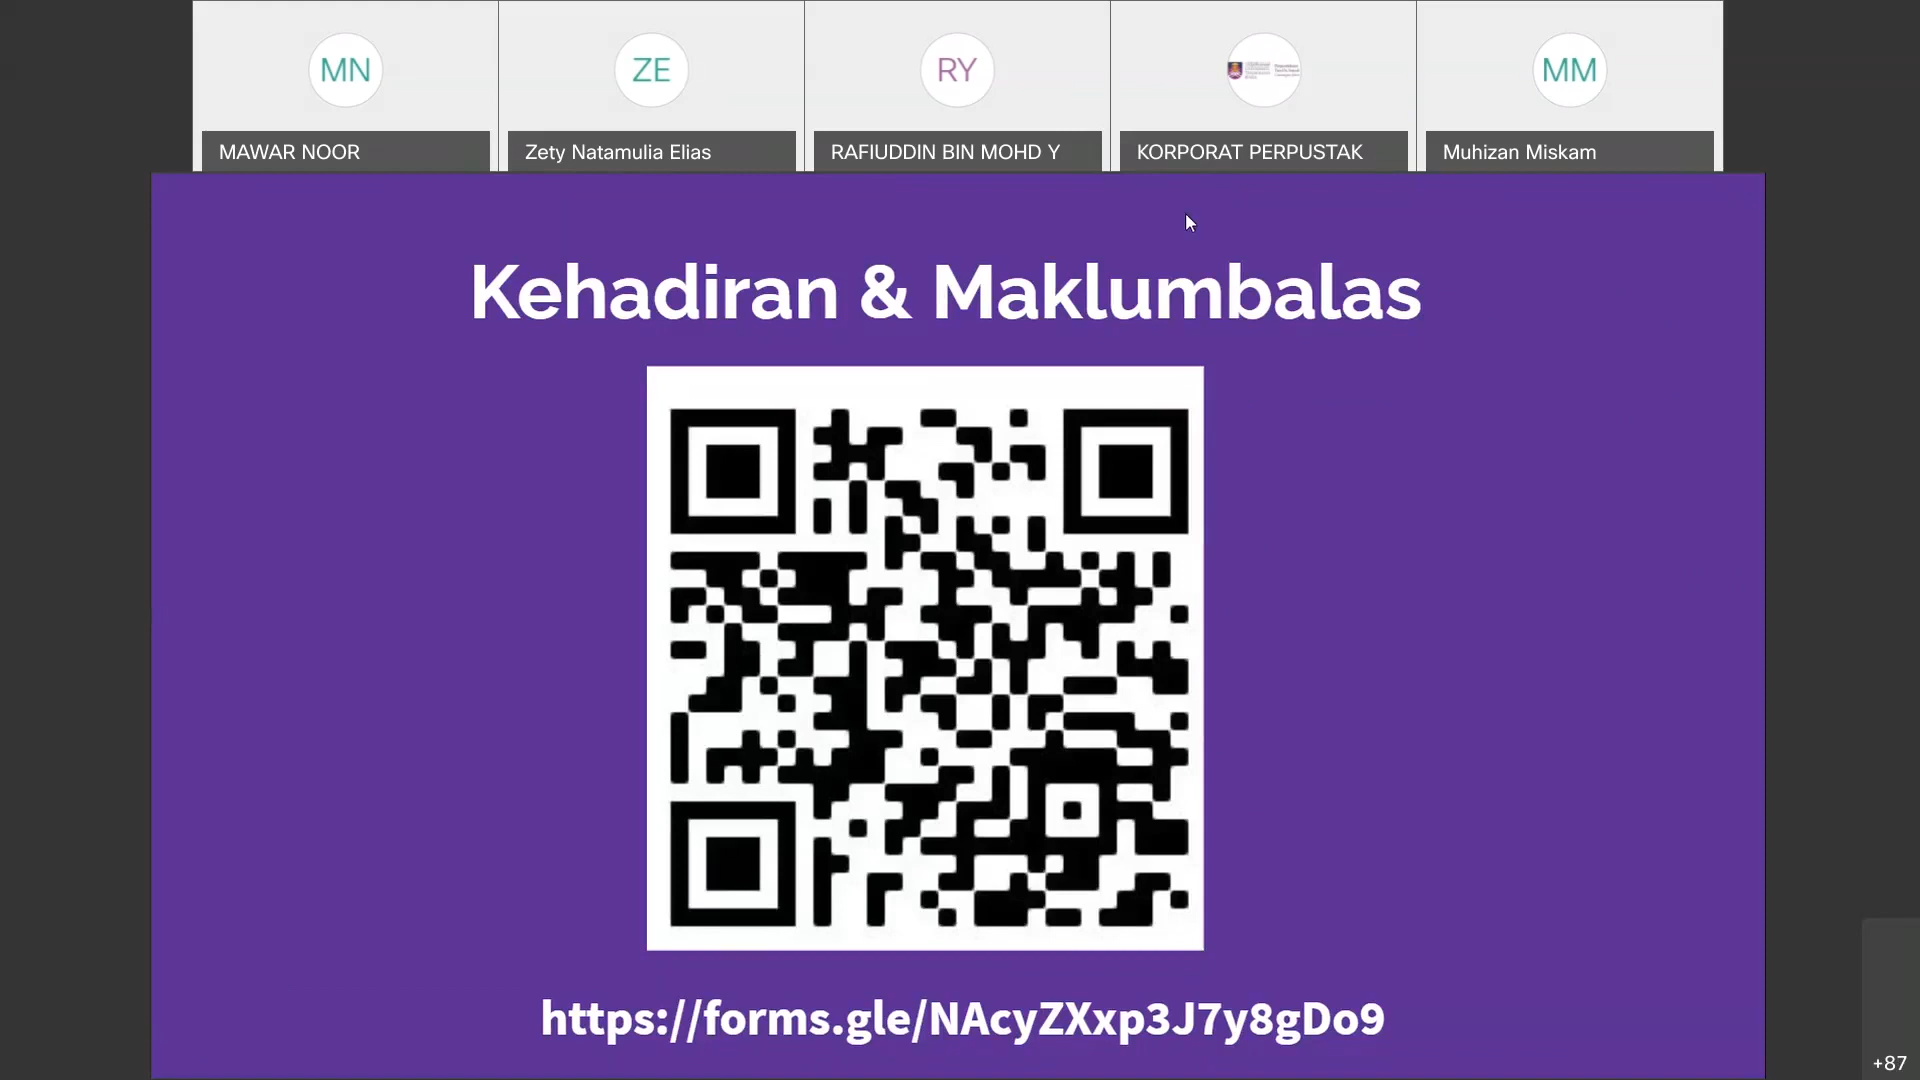 MN
ZE
RY
MM
MAWAR NOOR
Zety Natamulia Elias
RAFIUDDIN BIN MOHD Y
KORPORAT PERPUSTAK
Muhizan Miskam
Kehadiran & Maklumbalas
https://forms.gle/NAcyZXxp3J7y8gDo9
+87